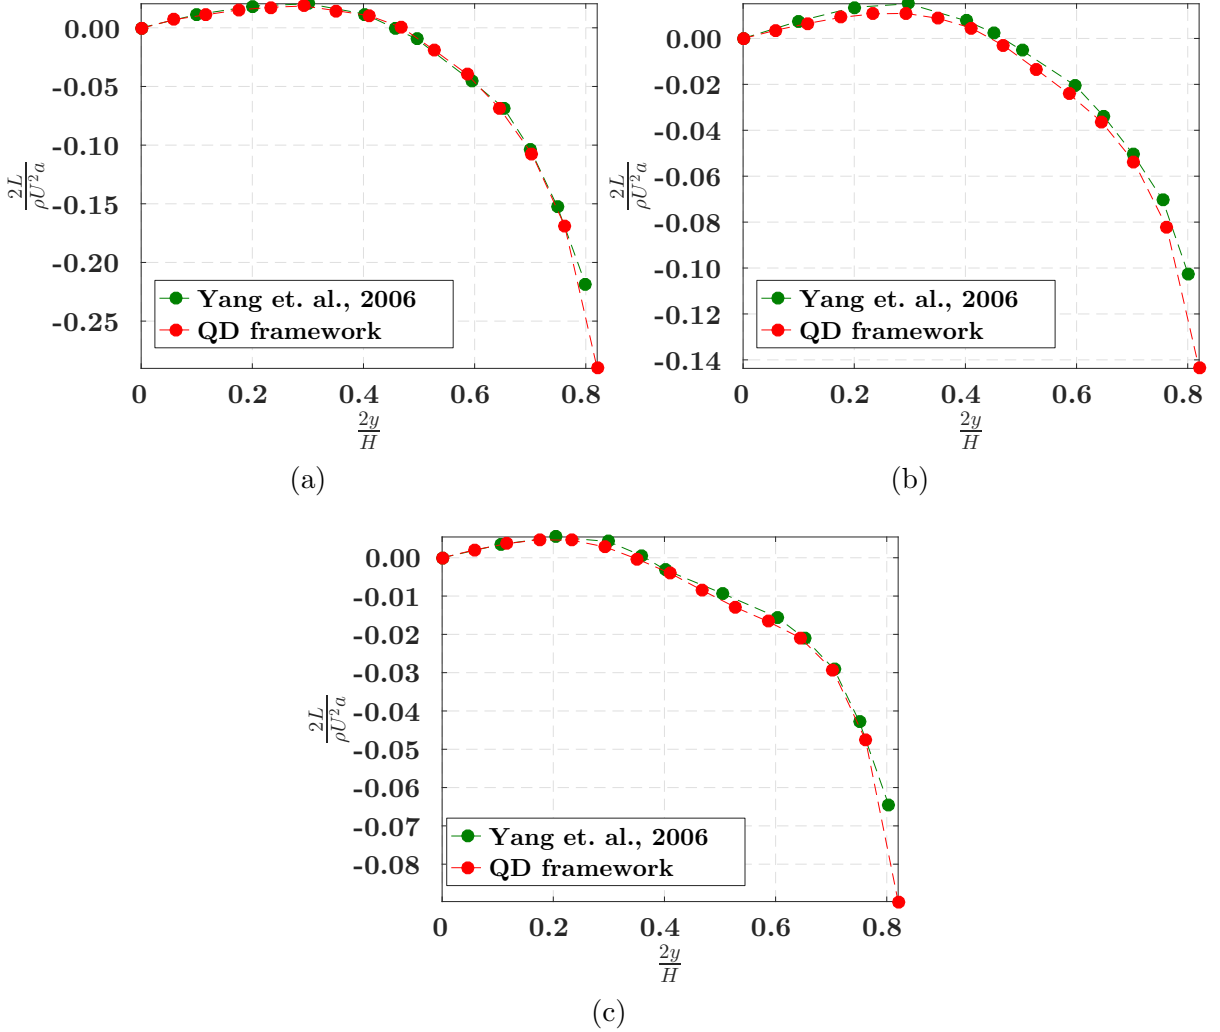 0.00
-0.05
-0.10
-0.15
-0.20
-0.25
2L
ρU²a
Yang et. al., 2006
QD framework
0 0.2 0.4 0.6 0.8
2y
H
(a)
0.00
-0.02
-0.04
-0.06
-0.08
-0.10
-0.12
-0.14
2L
ρU²a
Yang et. al., 2006
QD framework
0 0.2 0.4 0.6 0.8
2y
H
(b)
0.00
-0.01
-0.02
-0.03
-0.04
-0.05
-0.06
-0.07
-0.08
2L
ρU²a
Yang et. al., 2006
QD framework
0 0.2 0.4 0.6 0.8
2y
H
(c)